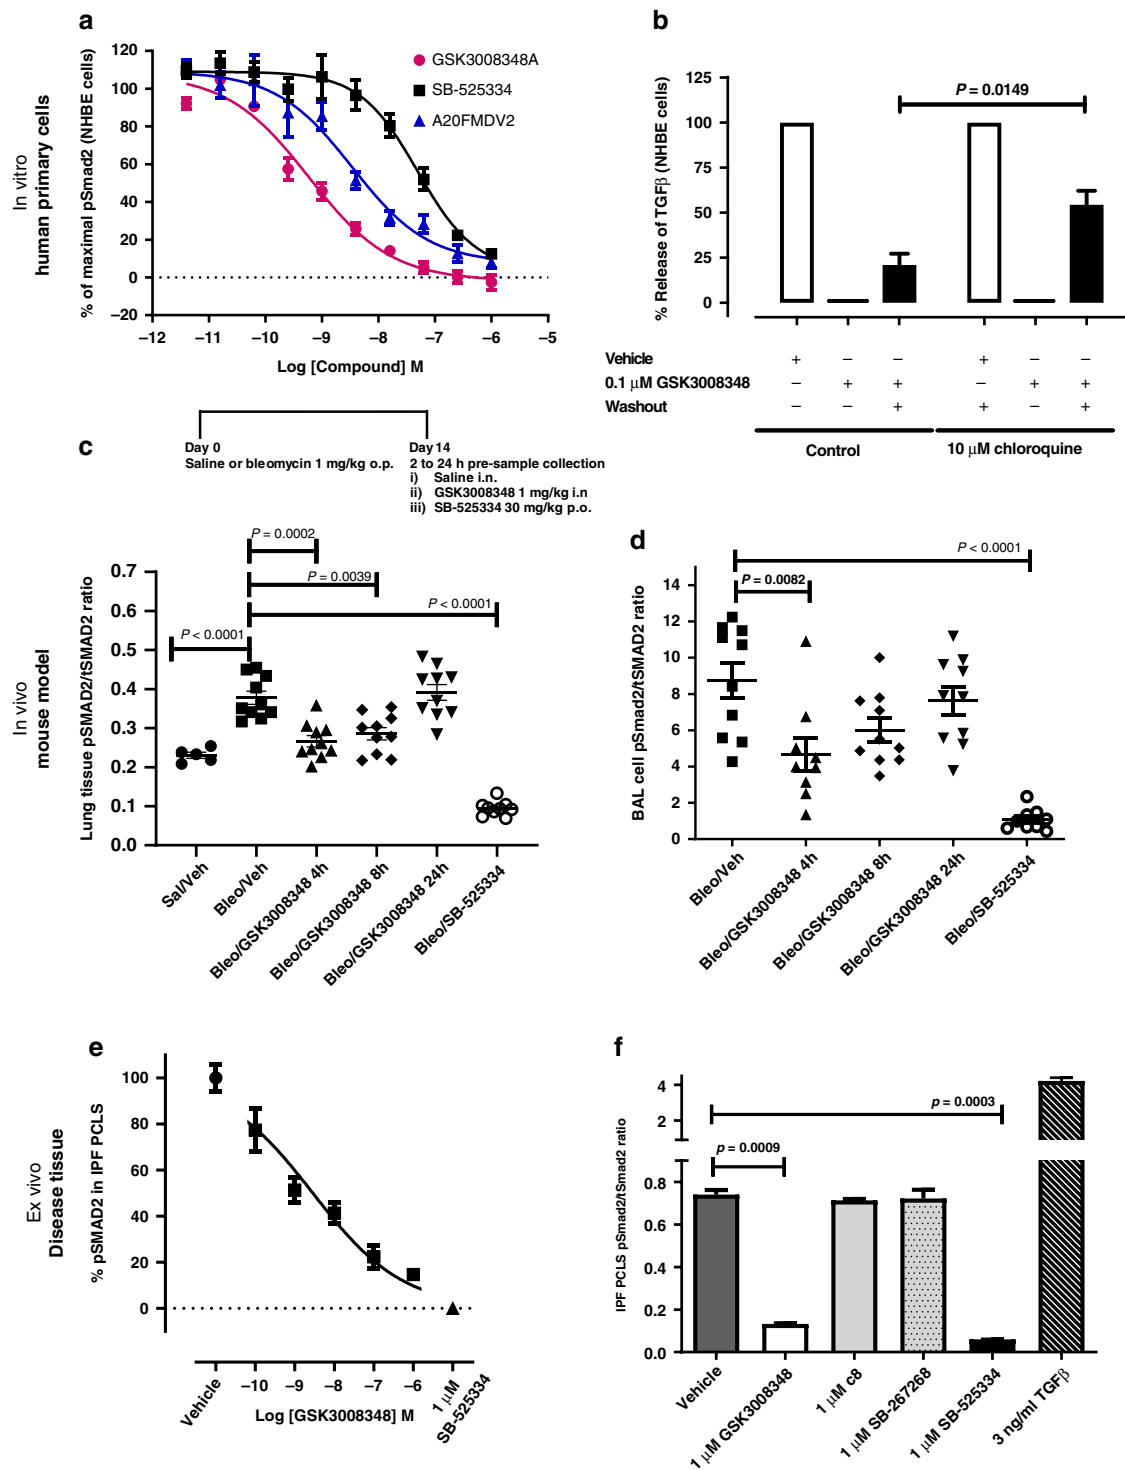 In vitro
human primary cells
a
% of maximal pSmad2 (NHBE cells)
120
100
80
60
40
20
0
−20
GSK3008348A
SB-525334
A20FMDV2
−12 −11 −10 −9 −8 −7 −6 −5
Log [Compound] M
b
% Release of TGFβ (NHBE cells)
125
100
75
50
25
0
P = 0.0149
Vehicle + − − + − −
0.1 μM GSK3008348 − + + − + +
Washout − − + + + +
Control
10 μM chloroquine
Day 0
Saline or bleomycin 1 mg/kg o.p.
Day 14
2 to 24 h pre-sample collection
i) Saline i.n.
ii) GSK3008348 1 mg/kg i.n
iii) SB-525334 30 mg/kg p.o.
In vivo
mouse model
c
Lung tissue pSMAD2/tSMAD2 ratio
0.7
0.6
0.5
0.4
0.3
0.2
0.1
0.0
P = 0.0002
P = 0.0039
P < 0.0001
P < 0.0001
Sal/Veh
Bleo/Veh
Bleo/GSK3008348 4h
Bleo/GSK3008348 8h
Bleo/GSK3008348 24h
Bleo/SB-525334
d
BAL cell pSmad2/tSMAD2 ratio
14
12
10
8
6
4
2
0
P < 0.0001
P = 0.0082
Bleo/Veh
Bleo/GSK3008348 4h
Bleo/GSK3008348 8h
Bleo/GSK3008348 24h
Bleo/SB-525334
Ex vivo
Disease tissue
e
% pSMAD2 in IPF PCLS
100
80
60
40
20
0
Vehicle
−10 −9 −8 −7 −6
1 μM
SB-525334
Log [GSK3008348] M
f
IPF PCLS pSmad2/tSmad2 ratio
4
2
0.8
0.6
0.4
0.2
0.0
p = 0.0003
p = 0.0009
Vehicle
1 μM GSK3008348
1 μM c8
1 μM SB-267268
1 μM SB-525334
3 ng/ml TGFβ